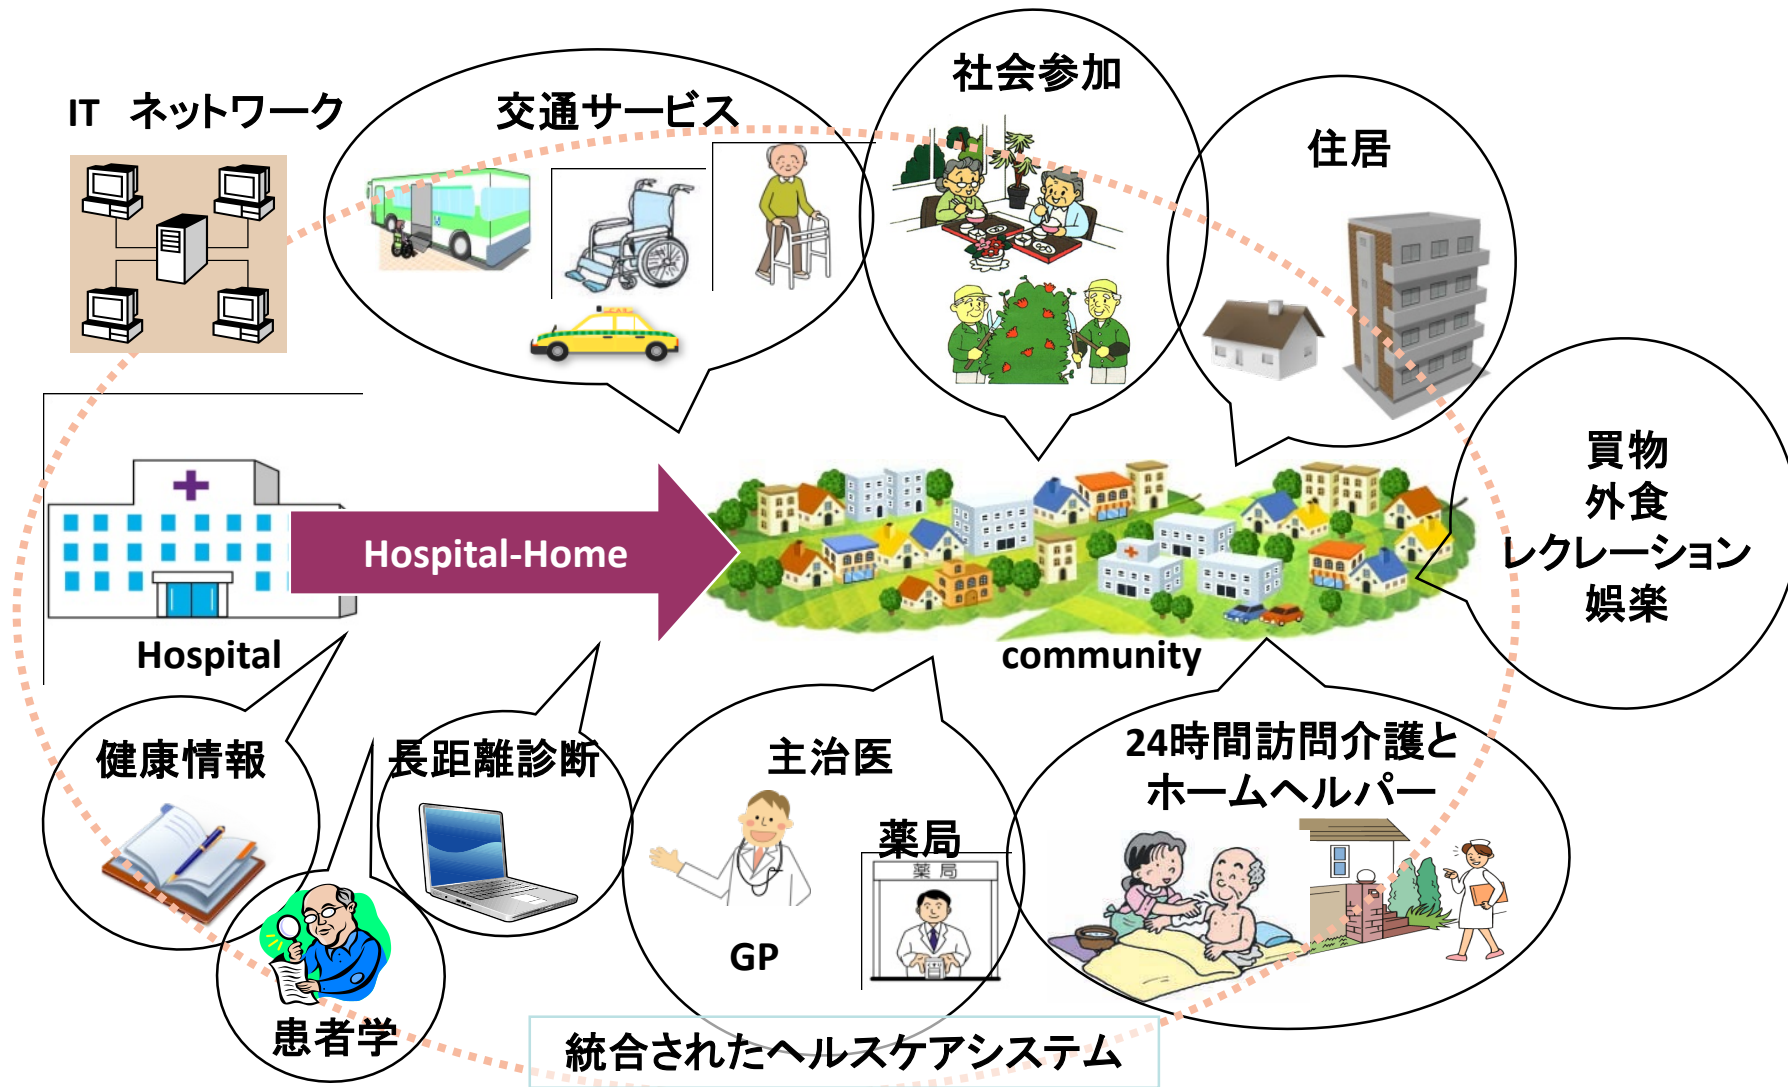 社会参加
IT ネットワーク
交通サービス
住居
買物
外食
レクレーション
娯楽
Hospital-Home
Hospital
community
健康情報
長距離診断
主治医
24時間訪問介護と
ホームヘルパー
薬局
薬局
GP
患者学
統合されたヘルスケアシステム